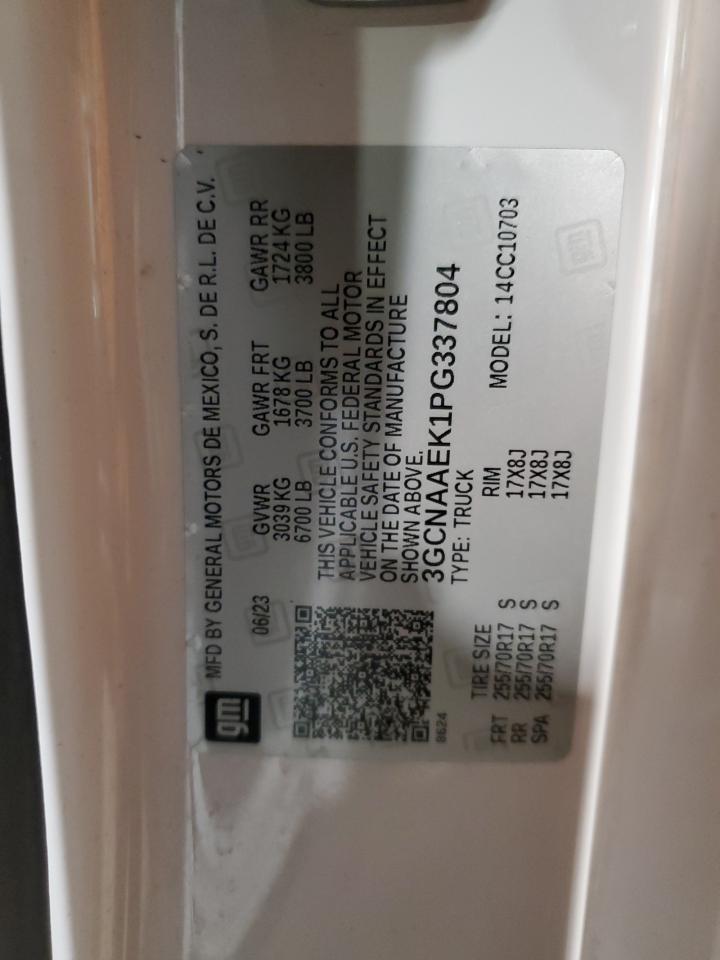 gm
MFD BY GENERAL MOTORS DE MEXICO, S. DE R.L. DE C.V.
06/23 GVWR GAWR FRT GAWR RR
3039 KG 1678 KG 1724 KG
6700 LB 3700 LB 3800 LB
THIS VEHICLE CONFORMS TO ALL
APPLICABLE U.S. FEDERAL MOTOR
VEHICLE SAFETY STANDARDS IN EFFECT
ON THE DATE OF MANUFACTURE
SHOWN ABOVE.
3GCNAAEK1PG337804
8624 TYPE: TRUCK
TIRE SIZE RIM MODEL: 14CC10703
FRT 255/70R17 S 17X8J
RR 255/70R17 S 17X8J
SPA 255/70R17 S 17X8J